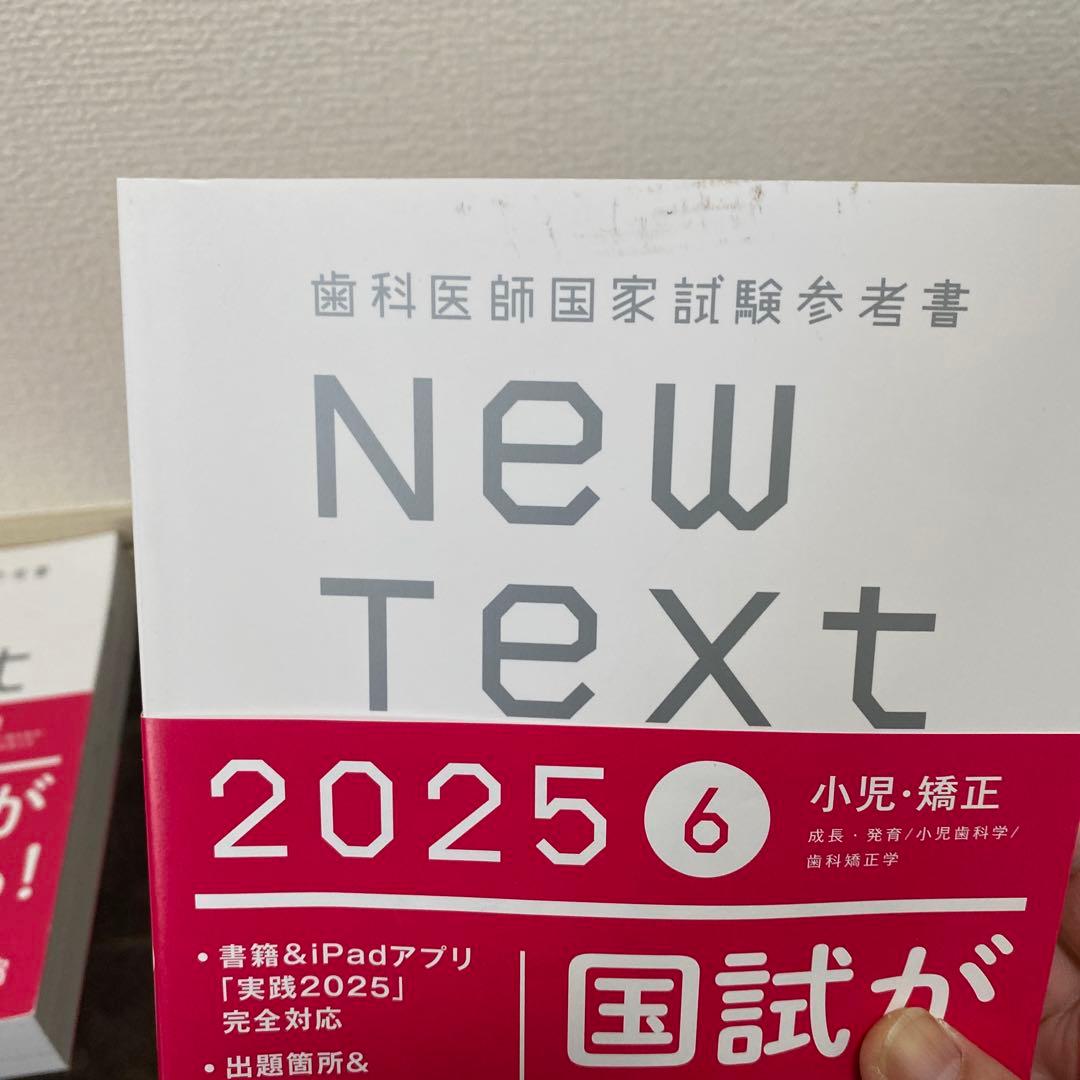 歯科医師国家試験参考書
New
Text
2025 6 小児・矯正
成長・発育/小児歯科学/
歯科矯正学
・書籍&iPadアプリ
「実践2025」
完全対応
・出題箇所&
国試が
t
が
!